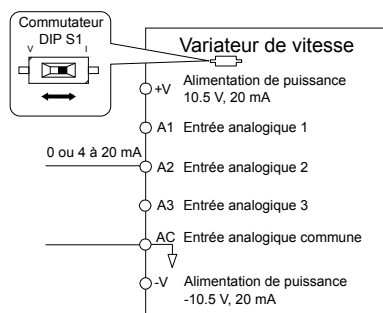 Commutateur
DIP S1
V I
Variateur de vitesse
+V Alimentation de puissance
10.5 V, 20 mA
A1 Entrée analogique 1
0 ou 4 à 20 mA
A2 Entrée analogique 2
A3 Entrée analogique 3
AC Entrée analogique commune
-V Alimentation de puissance
-10.5 V, 20 mA